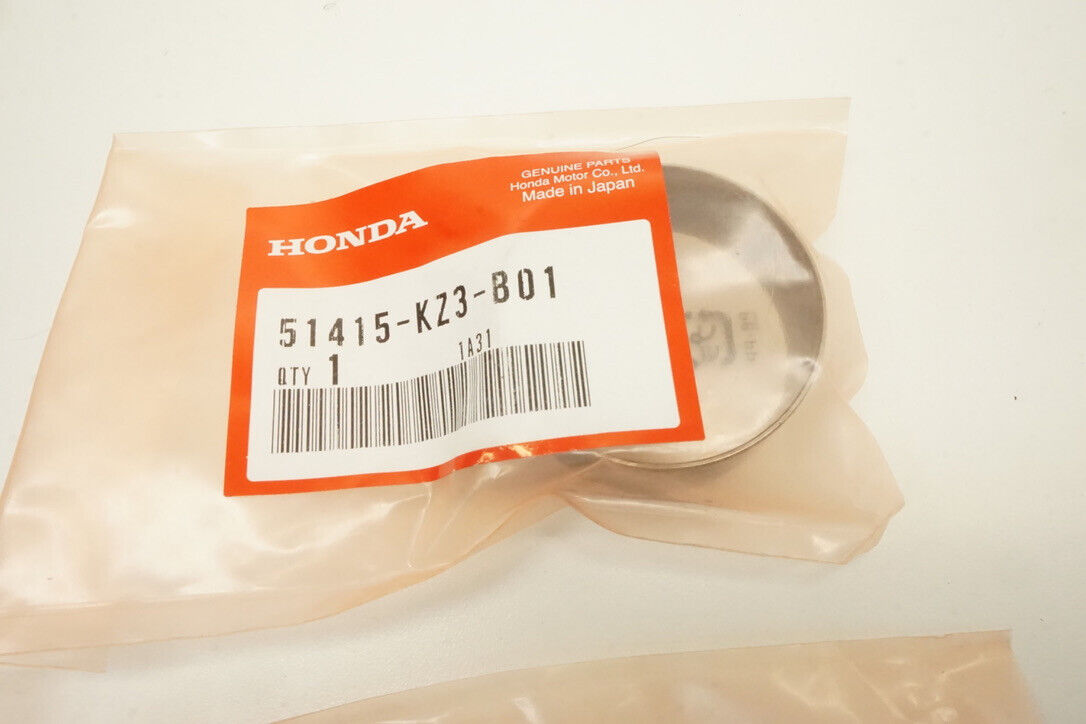 GENUINE PARTS
Honda Motor Co., Ltd.
Made in Japan
HONDA
51415-KZ3-B01
1A31
QTY 1